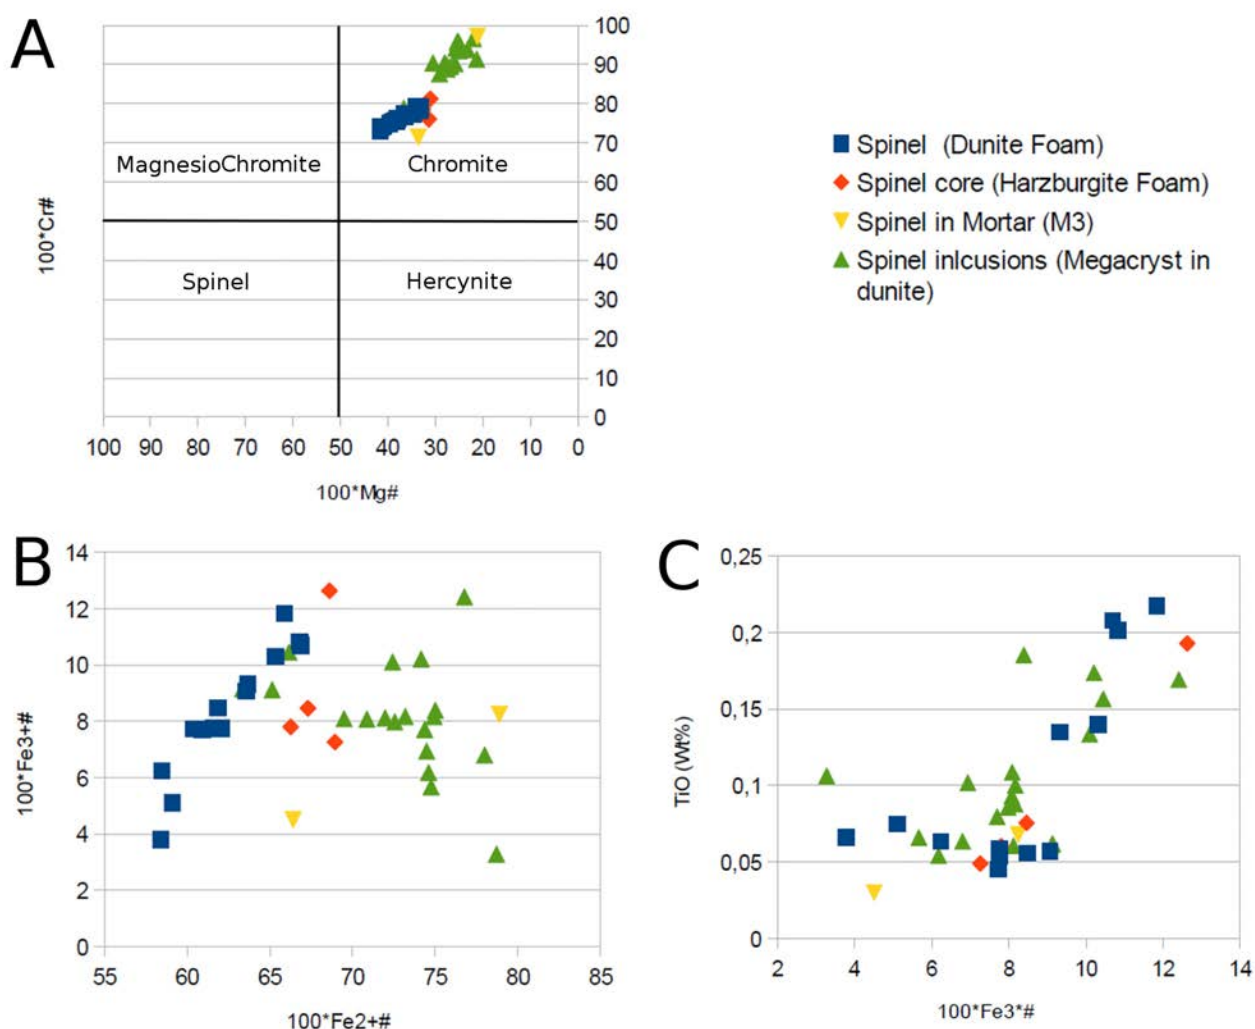 A
100
90
80
70
60
50
40
30
20
10
0
MagnesioChromite
Chromite
Spinel
Hercynite
100*Cr#
100 90 80 70 60 50 40 30 20 10 0
100*Mg#
Spinel (Dunite Foam)
Spinel core (Harzburgite Foam)
Spinel in Mortar (M3)
Spinel inlcusions (Megacryst in
dunite)
B
14
12
10
8
6
4
2
0
100*Fe3+#
55 60 65 70 75 80 85
100*Fe2+#
C
0,25
0,2
0,15
0,1
0,05
0
TiO (Wt%)
2 4 6 8 10 12 14
100*Fe3*#